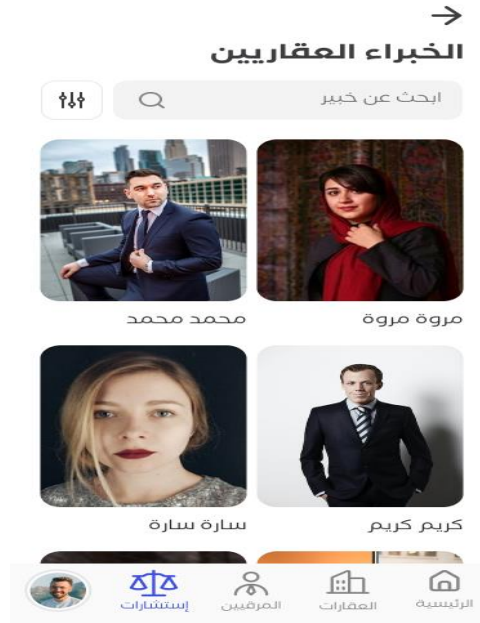 الخبراء العقاريين
ابحث عن خبير
مروة مروة
محمد محمد
كريم كريم
سارة سارة
الرئيسية
العقارات
المرقيين
إستشارات